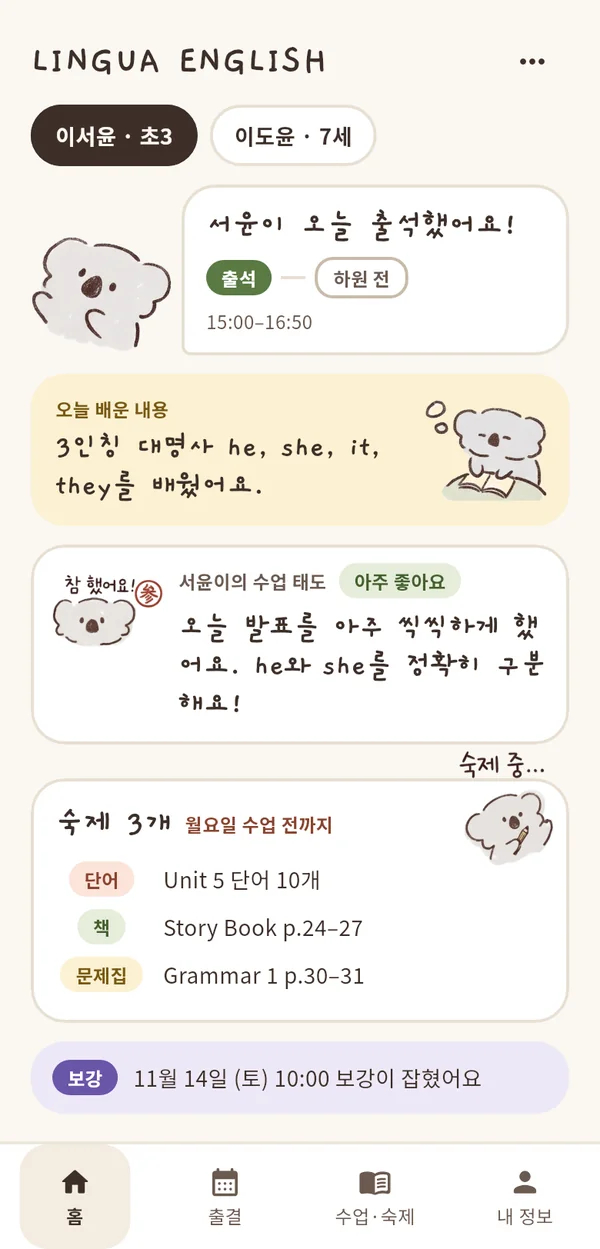 LINGUA ENGLISH
이서윤 · 초3
이도윤 · 7세
서윤이 오늘 출석했어요!
출석
하원 전
15:00–16:50
오늘 배운 내용
3인칭 대명사 he, she, it,
they를 배웠어요.
참 했어요!
參
서윤이의 수업 태도
아주 좋아요
오늘 발표를 아주 씩씩하게 했
어요. he와 she를 정확히 구분
해요!
숙제 중...
숙제 3개
월요일 수업 전까지
단어
Unit 5 단어 10개
책
Story Book p.24–27
문제집
Grammar 1 p.30–31
보강
11월 14일 (토) 10:00 보강이 잡혔어요
홈
출결
수업·숙제
내 정보